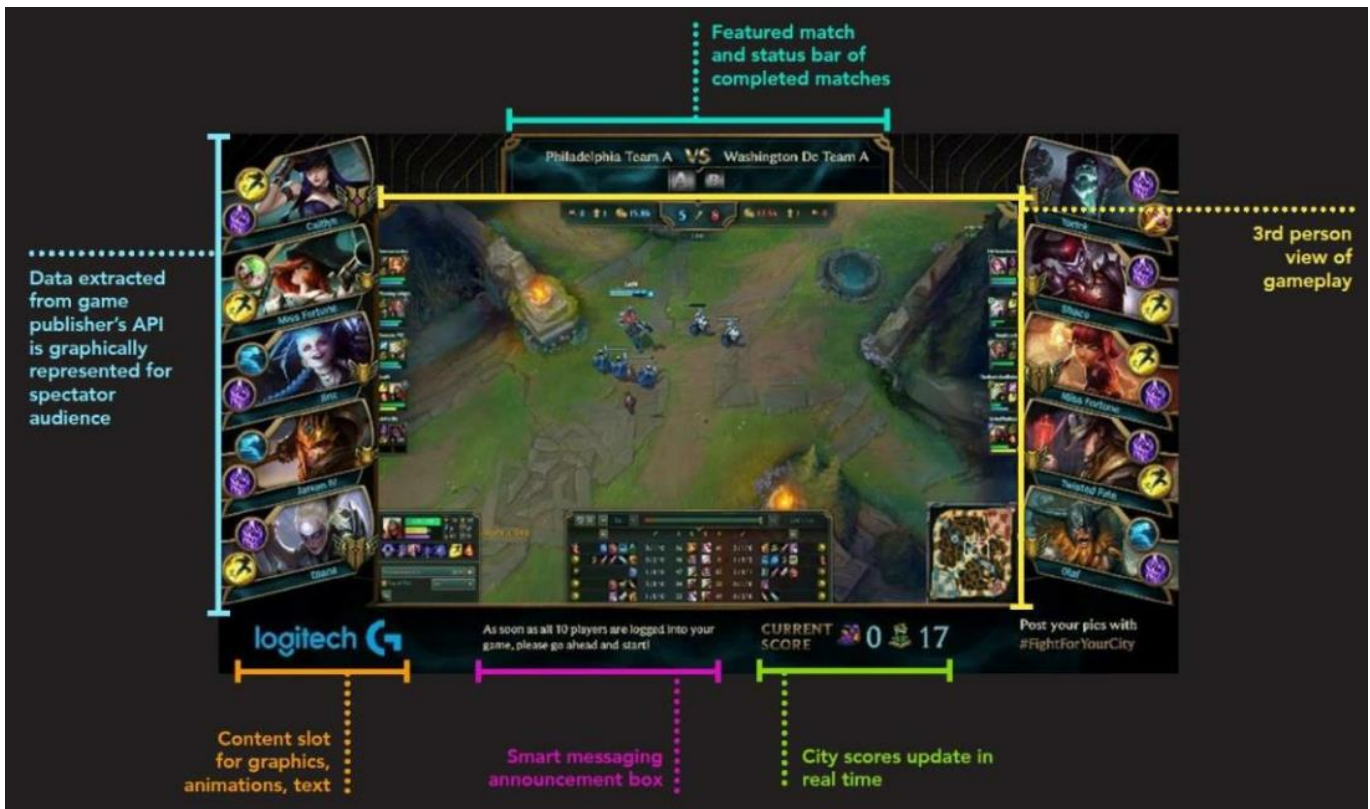 Featured match
and status bar of
completed matches
Philadelphia Team A VS Washington Dc Team A
A B
5 8
3rd person
view of
gameplay
Data extracted
from game
publisher's API
is graphically
represented for
spectator
audience
Caitlyn
Miss Fortune
Jinx
Jarvan IV
Diana
Yorick
Shaco
Miss Fortune
Twisted Fate
Olaf
logitech G
As soon as all 10 players are logged into your
game, please go ahead and start!
CURRENT
SCORE 0 17
Post your pics with
#FightForYourCity
Content slot
for graphics,
animations, text
Smart messaging
announcement box
City scores update in
real time